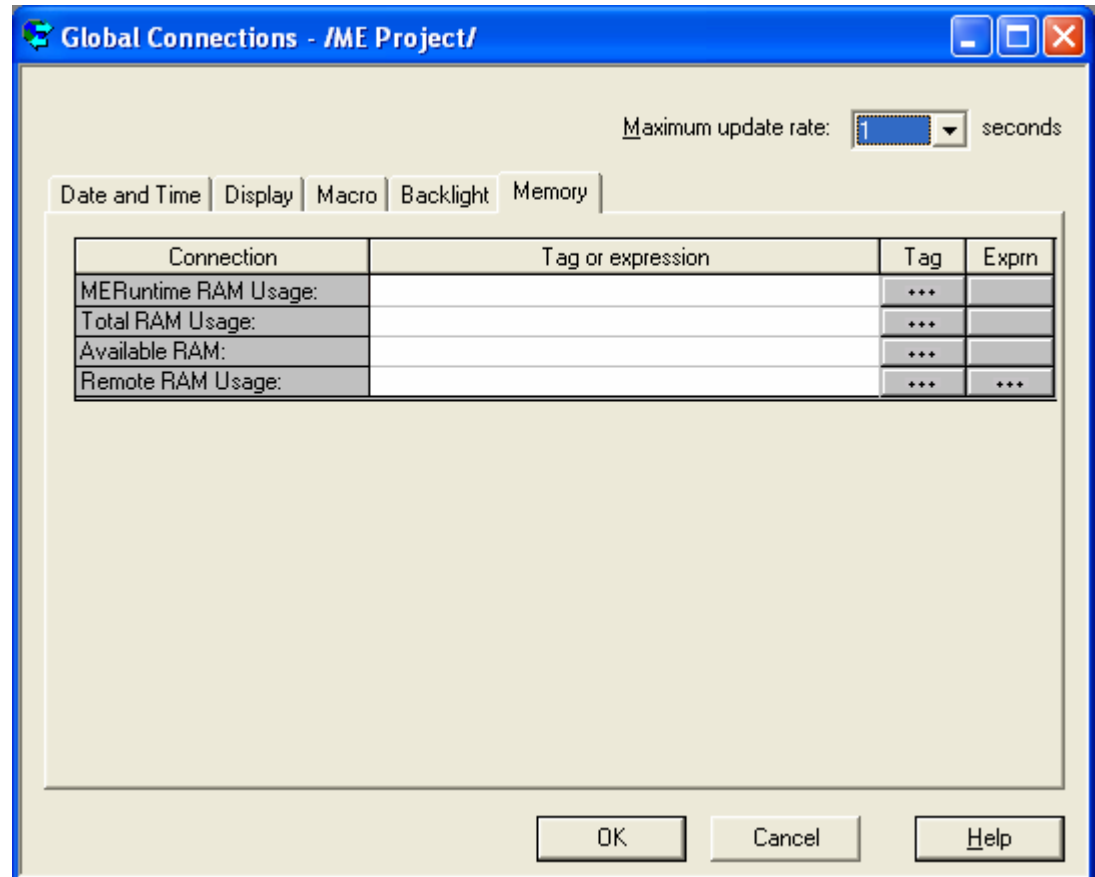 Global Connections - /ME Project/
Maximum update rate: 1 seconds
Date and Time Display Macro Backlight Memory
Connection Tag or expression Tag Exprn
MERuntime RAM Usage: ... 
Total RAM Usage: ...
Available RAM: ...
Remote RAM Usage: ... ...
OK Cancel Help